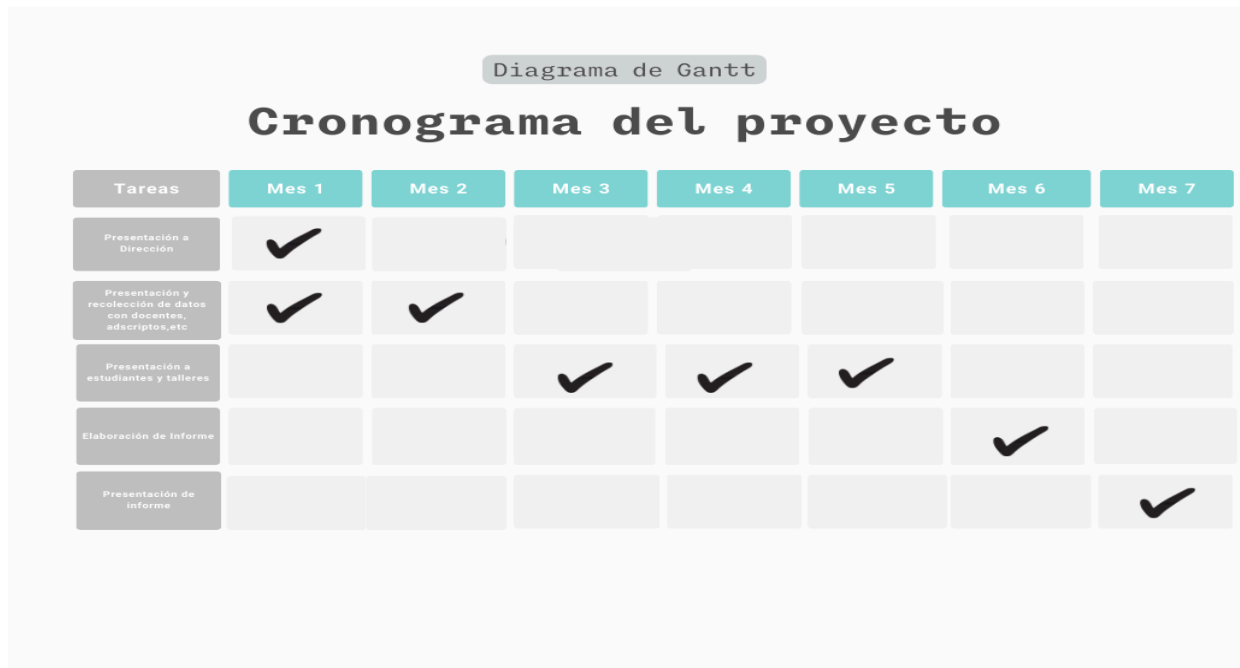 Diagrama de Gantt
Cronograma del proyecto
Tareas Mes 1 Mes 2 Mes 3 Mes 4 Mes 5 Mes 6 Mes 7
Presentación a
Dirección
Presentación y
recolección de datos
con docentes,
adscriptos,etc
Presentación a
estudiantes y talleres
Elaboración de Informe
Presentación de
informe